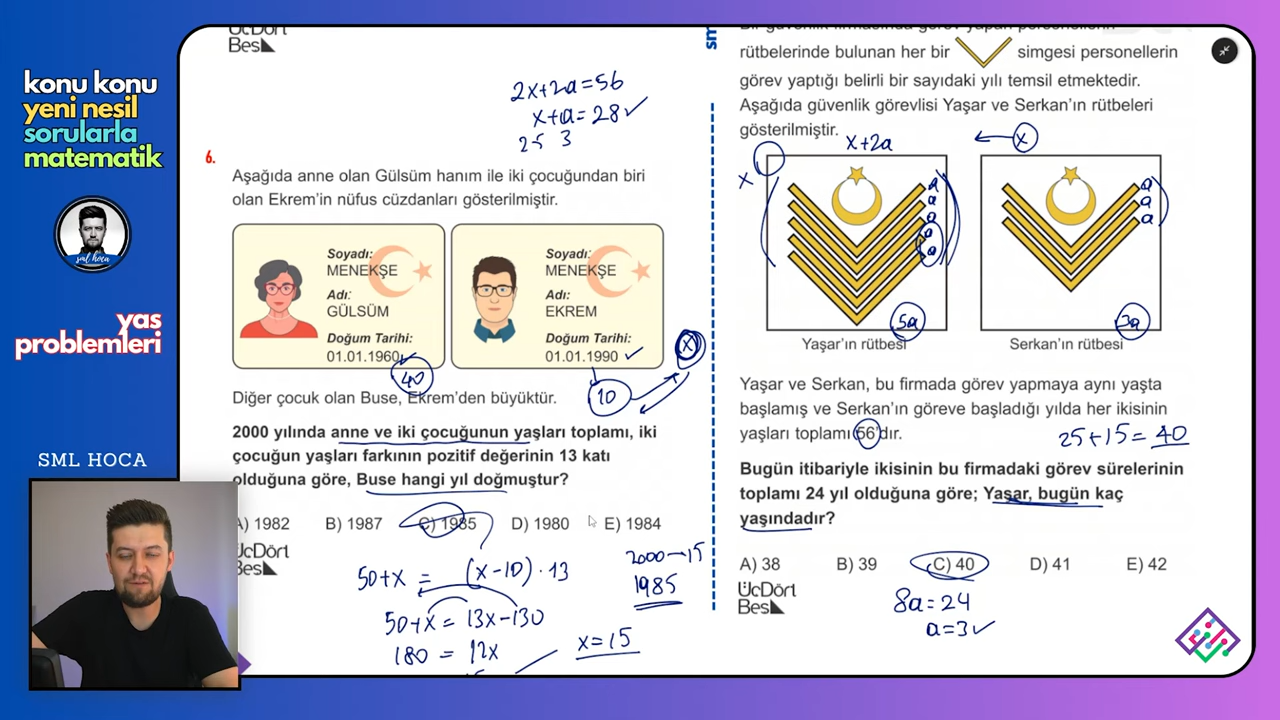 konu konu
yeni nesil
sorularla
matematik
sml hoca
yas
problemleri
SML HOCA
ÜçDört
Bes
2x+2a=56
x+a=28
25 3
6.
Aşağıda anne olan Gülsüm hanım ile iki çocuğundan biri
olan Ekrem'in nüfus cüzdanları gösterilmiştir.
Soyadı:
MENEKŞE
Adı:
GÜLSÜM
Doğum Tarihi:
01.01.1960
40
Soyadı:
MENEKŞE
Adı:
EKREM
Doğum Tarihi:
01.01.1990
10
x
Diğer çocuk olan Buse, Ekrem'den büyüktür.
2000 yılında anne ve iki çocuğunun yaşları toplamı, iki
çocuğun yaşları farkının pozitif değerinin 13 katı
olduğuna göre, Buse hangi yıl doğmuştur?
A) 1982 B) 1987 C) 1985 D) 1980 E) 1984
ÜçDört
Bes
50+x = (x-10)·13
50+x = 13x-130
180 = 12x
x=15
2000-15
1985
sm
rütbelerinde bulunan her bir simgesi personellerin
görev yaptığı belirli bir sayıdaki yılı temsil etmektedir.
Aşağıda güvenlik görevlisi Yaşar ve Serkan'ın rütbeleri
gösterilmiştir.
x+2a
x
x
a
a
a
a
a
5a
a
a
a
3a
Yaşar'ın rütbesi
Serkan'ın rütbesi
Yaşar ve Serkan, bu firmada görev yapmaya aynı yaşta
başlamış ve Serkan'ın göreve başladığı yılda her ikisinin
yaşları toplamı 56'dır.
25+15=40
Bugün itibariyle ikisinin bu firmadaki görev sürelerinin
toplamı 24 yıl olduğuna göre; Yaşar, bugün kaç
yaşındadır?
A) 38 B) 39 C) 40 D) 41 E) 42
ÜçDört
Bes
8a=24
a=3